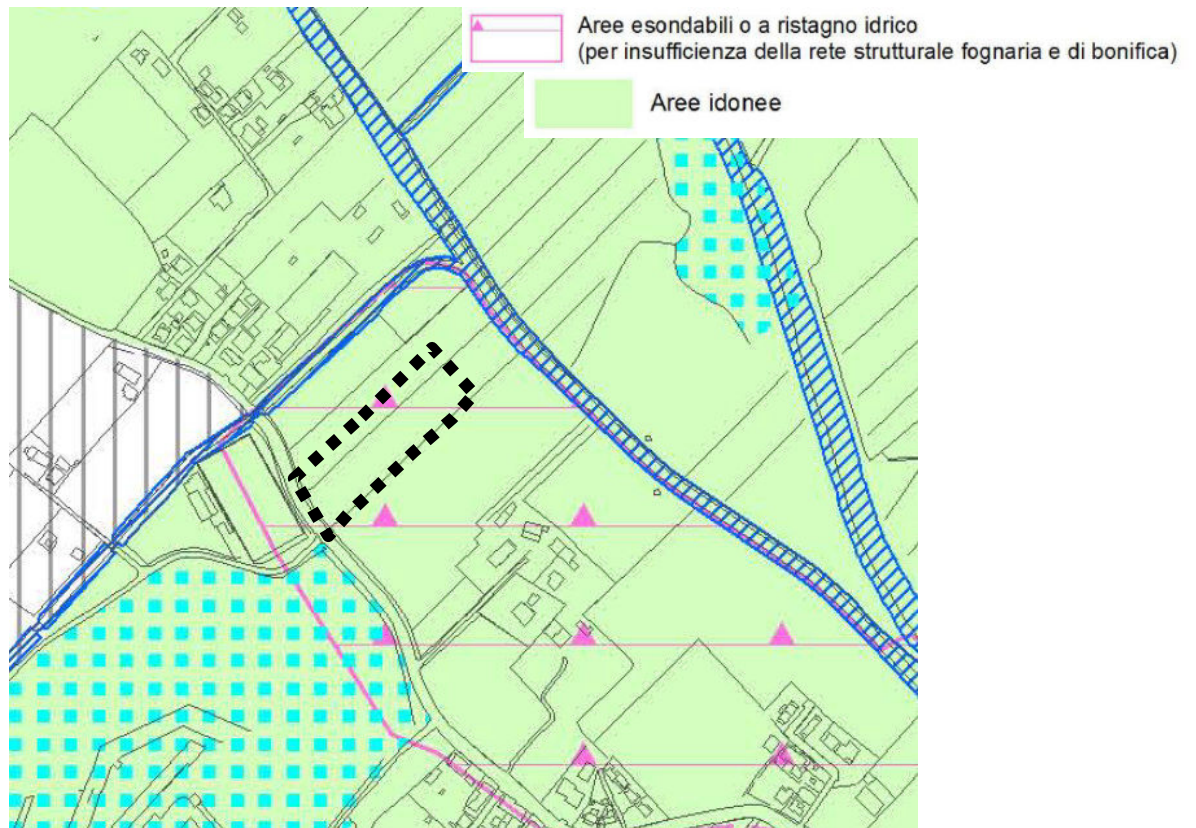 Aree esondabili o a ristagno idrico
(per insufficienza della rete strutturale fognaria e di bonifica)
Aree idonee